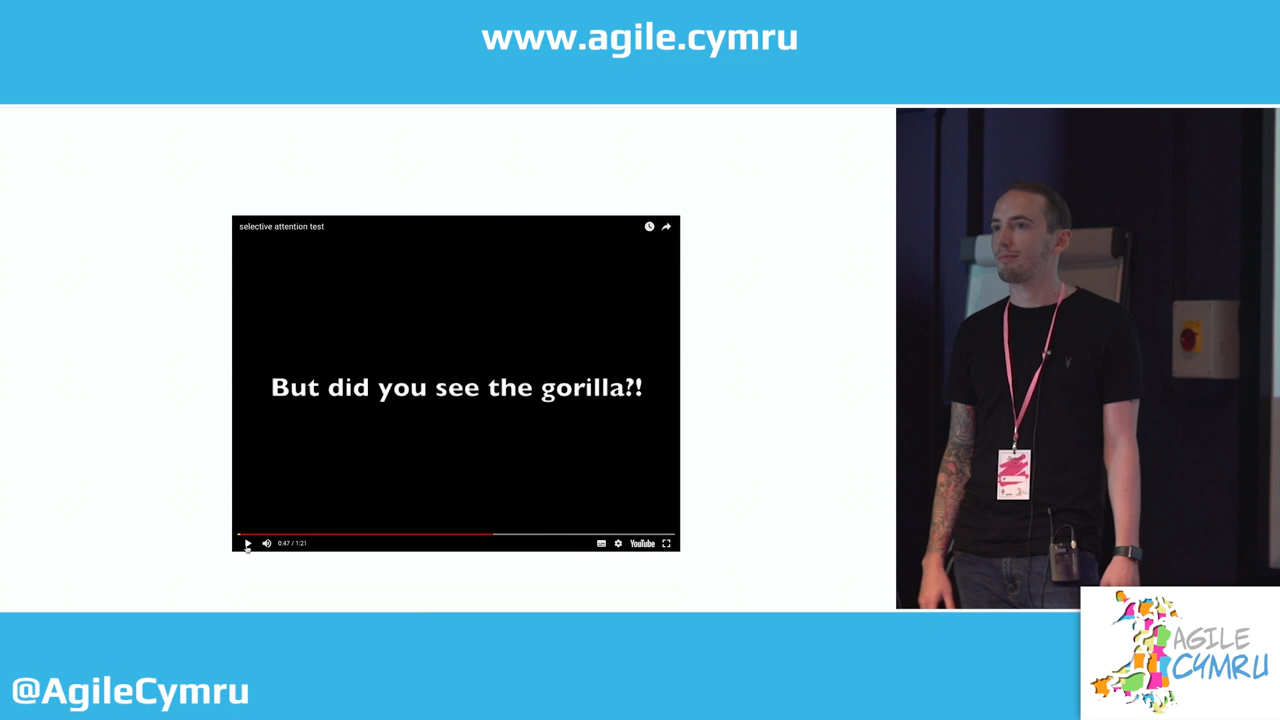 www.agile.cymru
selective attention test
But did you see the gorilla?!
0:47 / 1:21
YouTube
@AgileCymru
AGILE
CYMRU